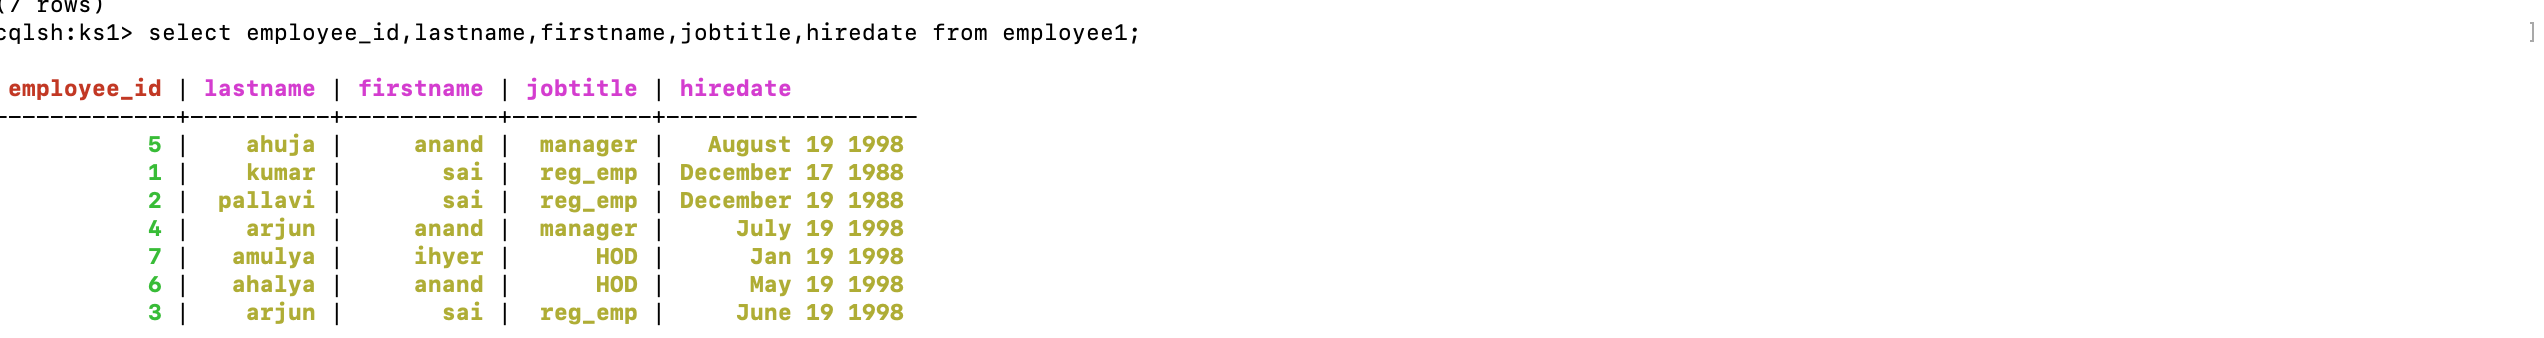 (7 rows)
cqlsh:ks1> select employee_id,lastname,firstname,jobtitle,hiredate from employee1;
employee_id | lastname | firstname | jobtitle | hiredate
-------------+----------+-----------+----------+------------------
5 | ahuja | anand | manager | August 19 1998
1 | kumar | sai | reg_emp | December 17 1988
2 | pallavi | sai | reg_emp | December 19 1988
4 | arjun | anand | manager | July 19 1998
7 | amulya | ihyer | HOD | Jan 19 1998
6 | ahalya | anand | HOD | May 19 1998
3 | arjun | sai | reg_emp | June 19 1998